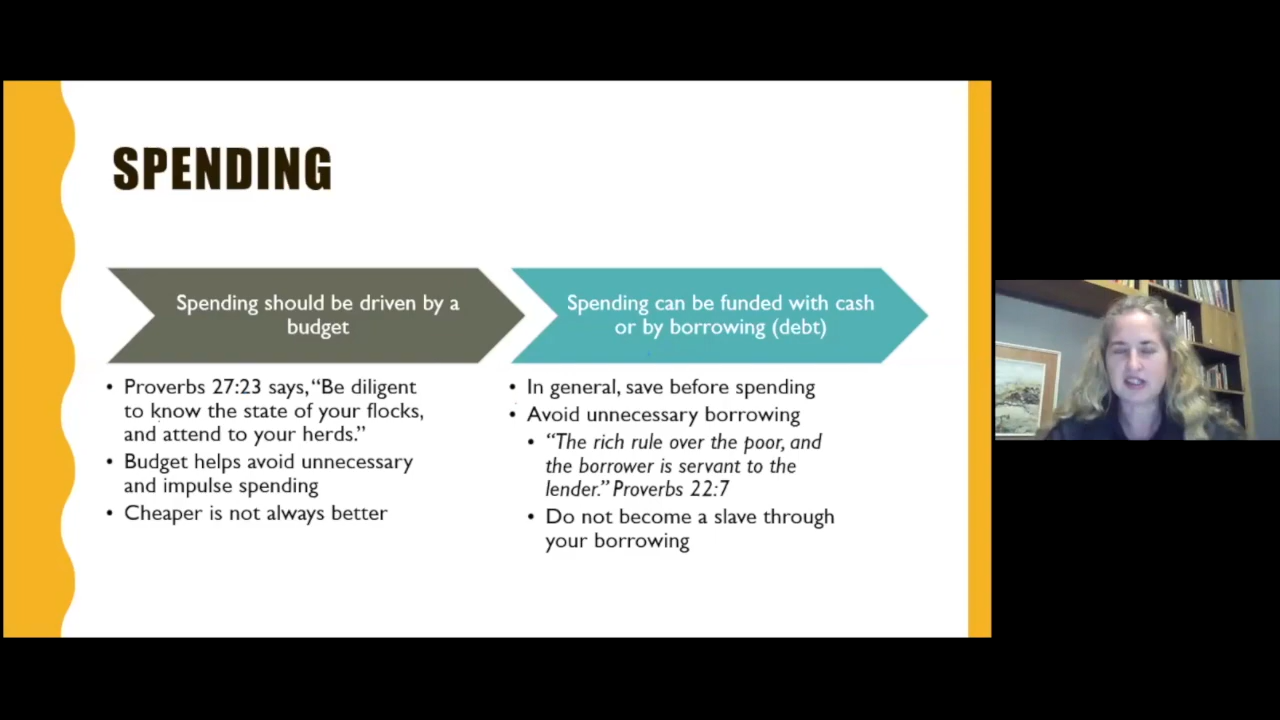 SPENDING
Spending should be driven by a
budget
• Proverbs 27:23 says, “Be diligent
to know the state of your flocks,
and attend to your herds.”
• Budget helps avoid unnecessary
and impulse spending
• Cheaper is not always better
Spending can be funded with cash
or by borrowing (debt)
• In general, save before spending
• Avoid unnecessary borrowing
• “The rich rule over the poor, and
the borrower is servant to the
lender.” Proverbs 22:7
• Do not become a slave through
your borrowing